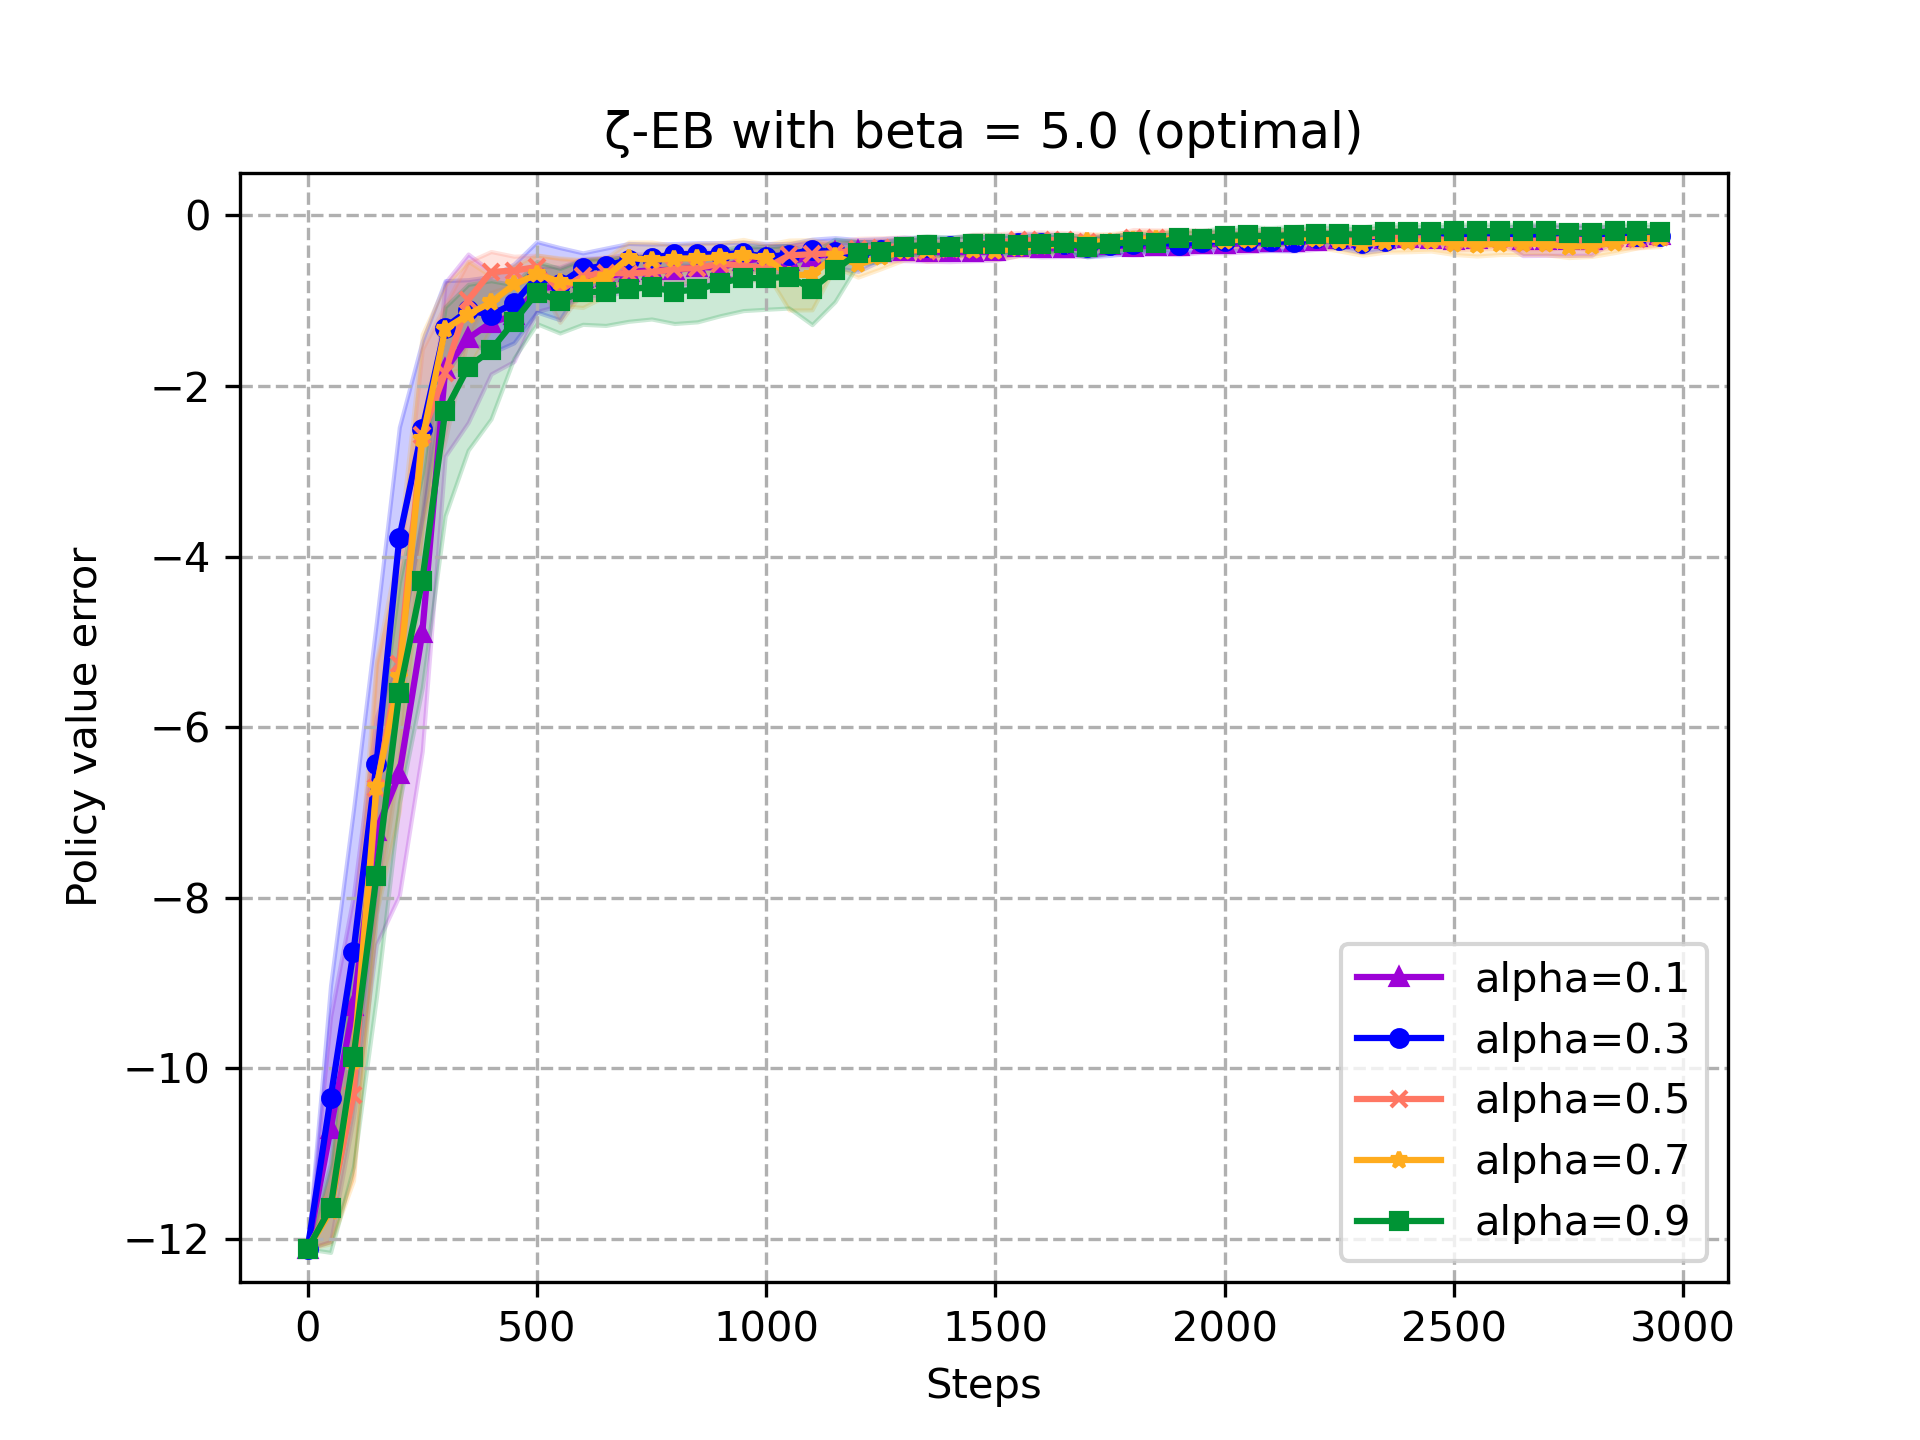 ζ-EB with beta = 5.0 (optimal)
0
−2
−4
−6
−8
−10
−12
Policy value error
0 500 1000 1500 2000 2500 3000
Steps
alpha=0.1
alpha=0.3
alpha=0.5
alpha=0.7
alpha=0.9